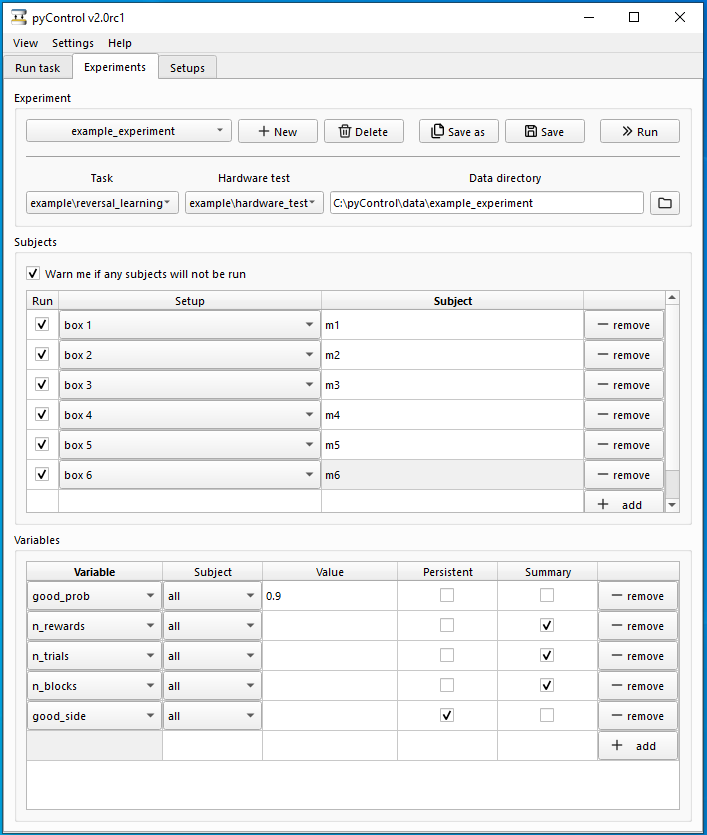 pyControl v2.0rc1
View Settings Help
Run task Experiments Setups
Experiment
example_experiment New Delete Save as Save Run
Task Hardware test Data directory
example\reversal_learning example\hardware_test C:\pyControl\data\example_experiment
Subjects
Warn me if any subjects will not be run
Run Setup Subject
box 1 m1 remove
box 2 m2 remove
box 3 m3 remove
box 4 m4 remove
box 5 m5 remove
box 6 m6 remove
add
Variables
Variable Subject Value Persistent Summary
good_prob all 0.9 remove
n_rewards all remove
n_trials all remove
n_blocks all remove
good_side all remove
add